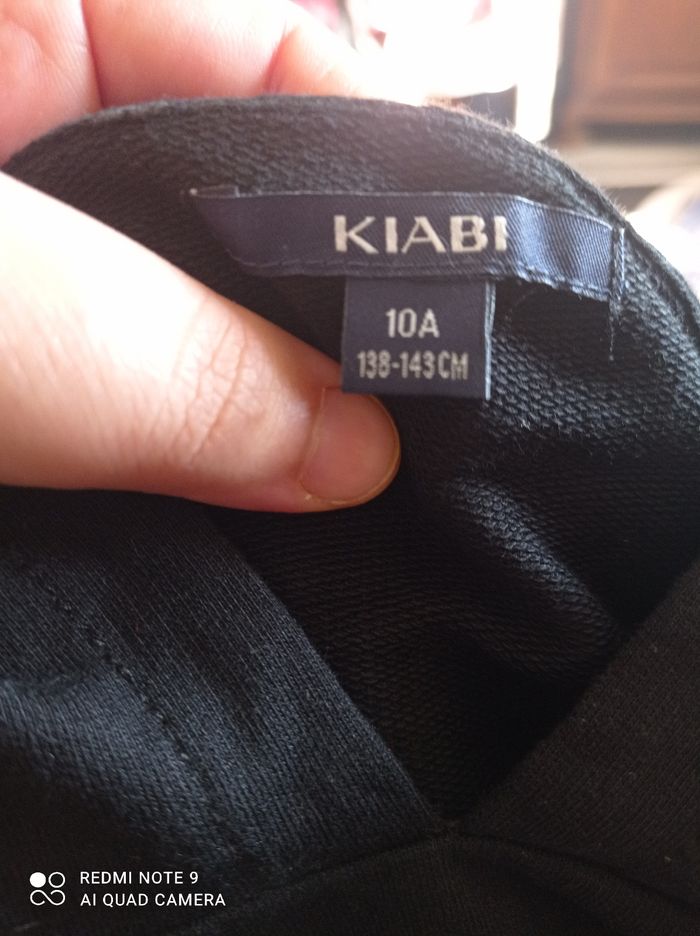 KIABI
10A
138-143CM
REDMI NOTE 9
AI QUAD CAMERA